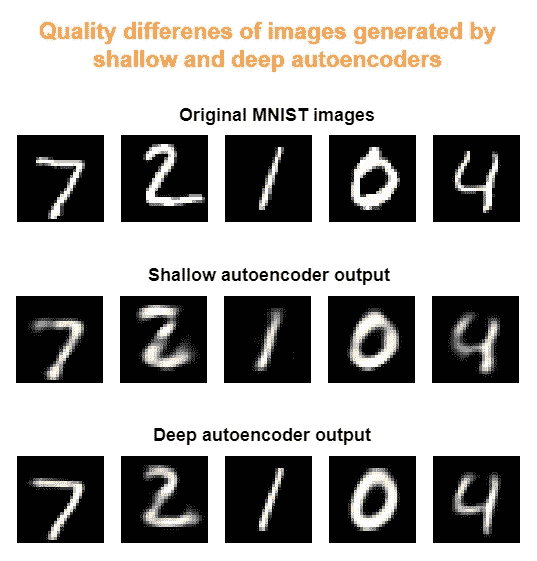 Quality differenes of images generated by
shallow and deep autoencoders
Original MNIST images
7 2 1 0 4
Shallow autoencoder output
7 2 1 0 4
Deep autoencoder output
7 2 1 0 4